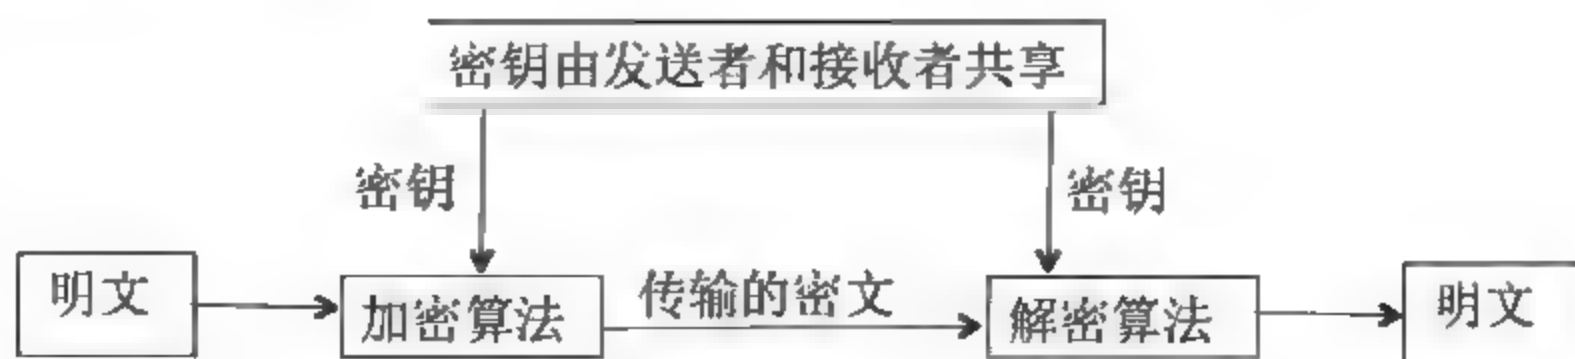 密钥由发送者和接收者共享
密钥
密钥
明文
加密算法
传输的密文
解密算法
明文